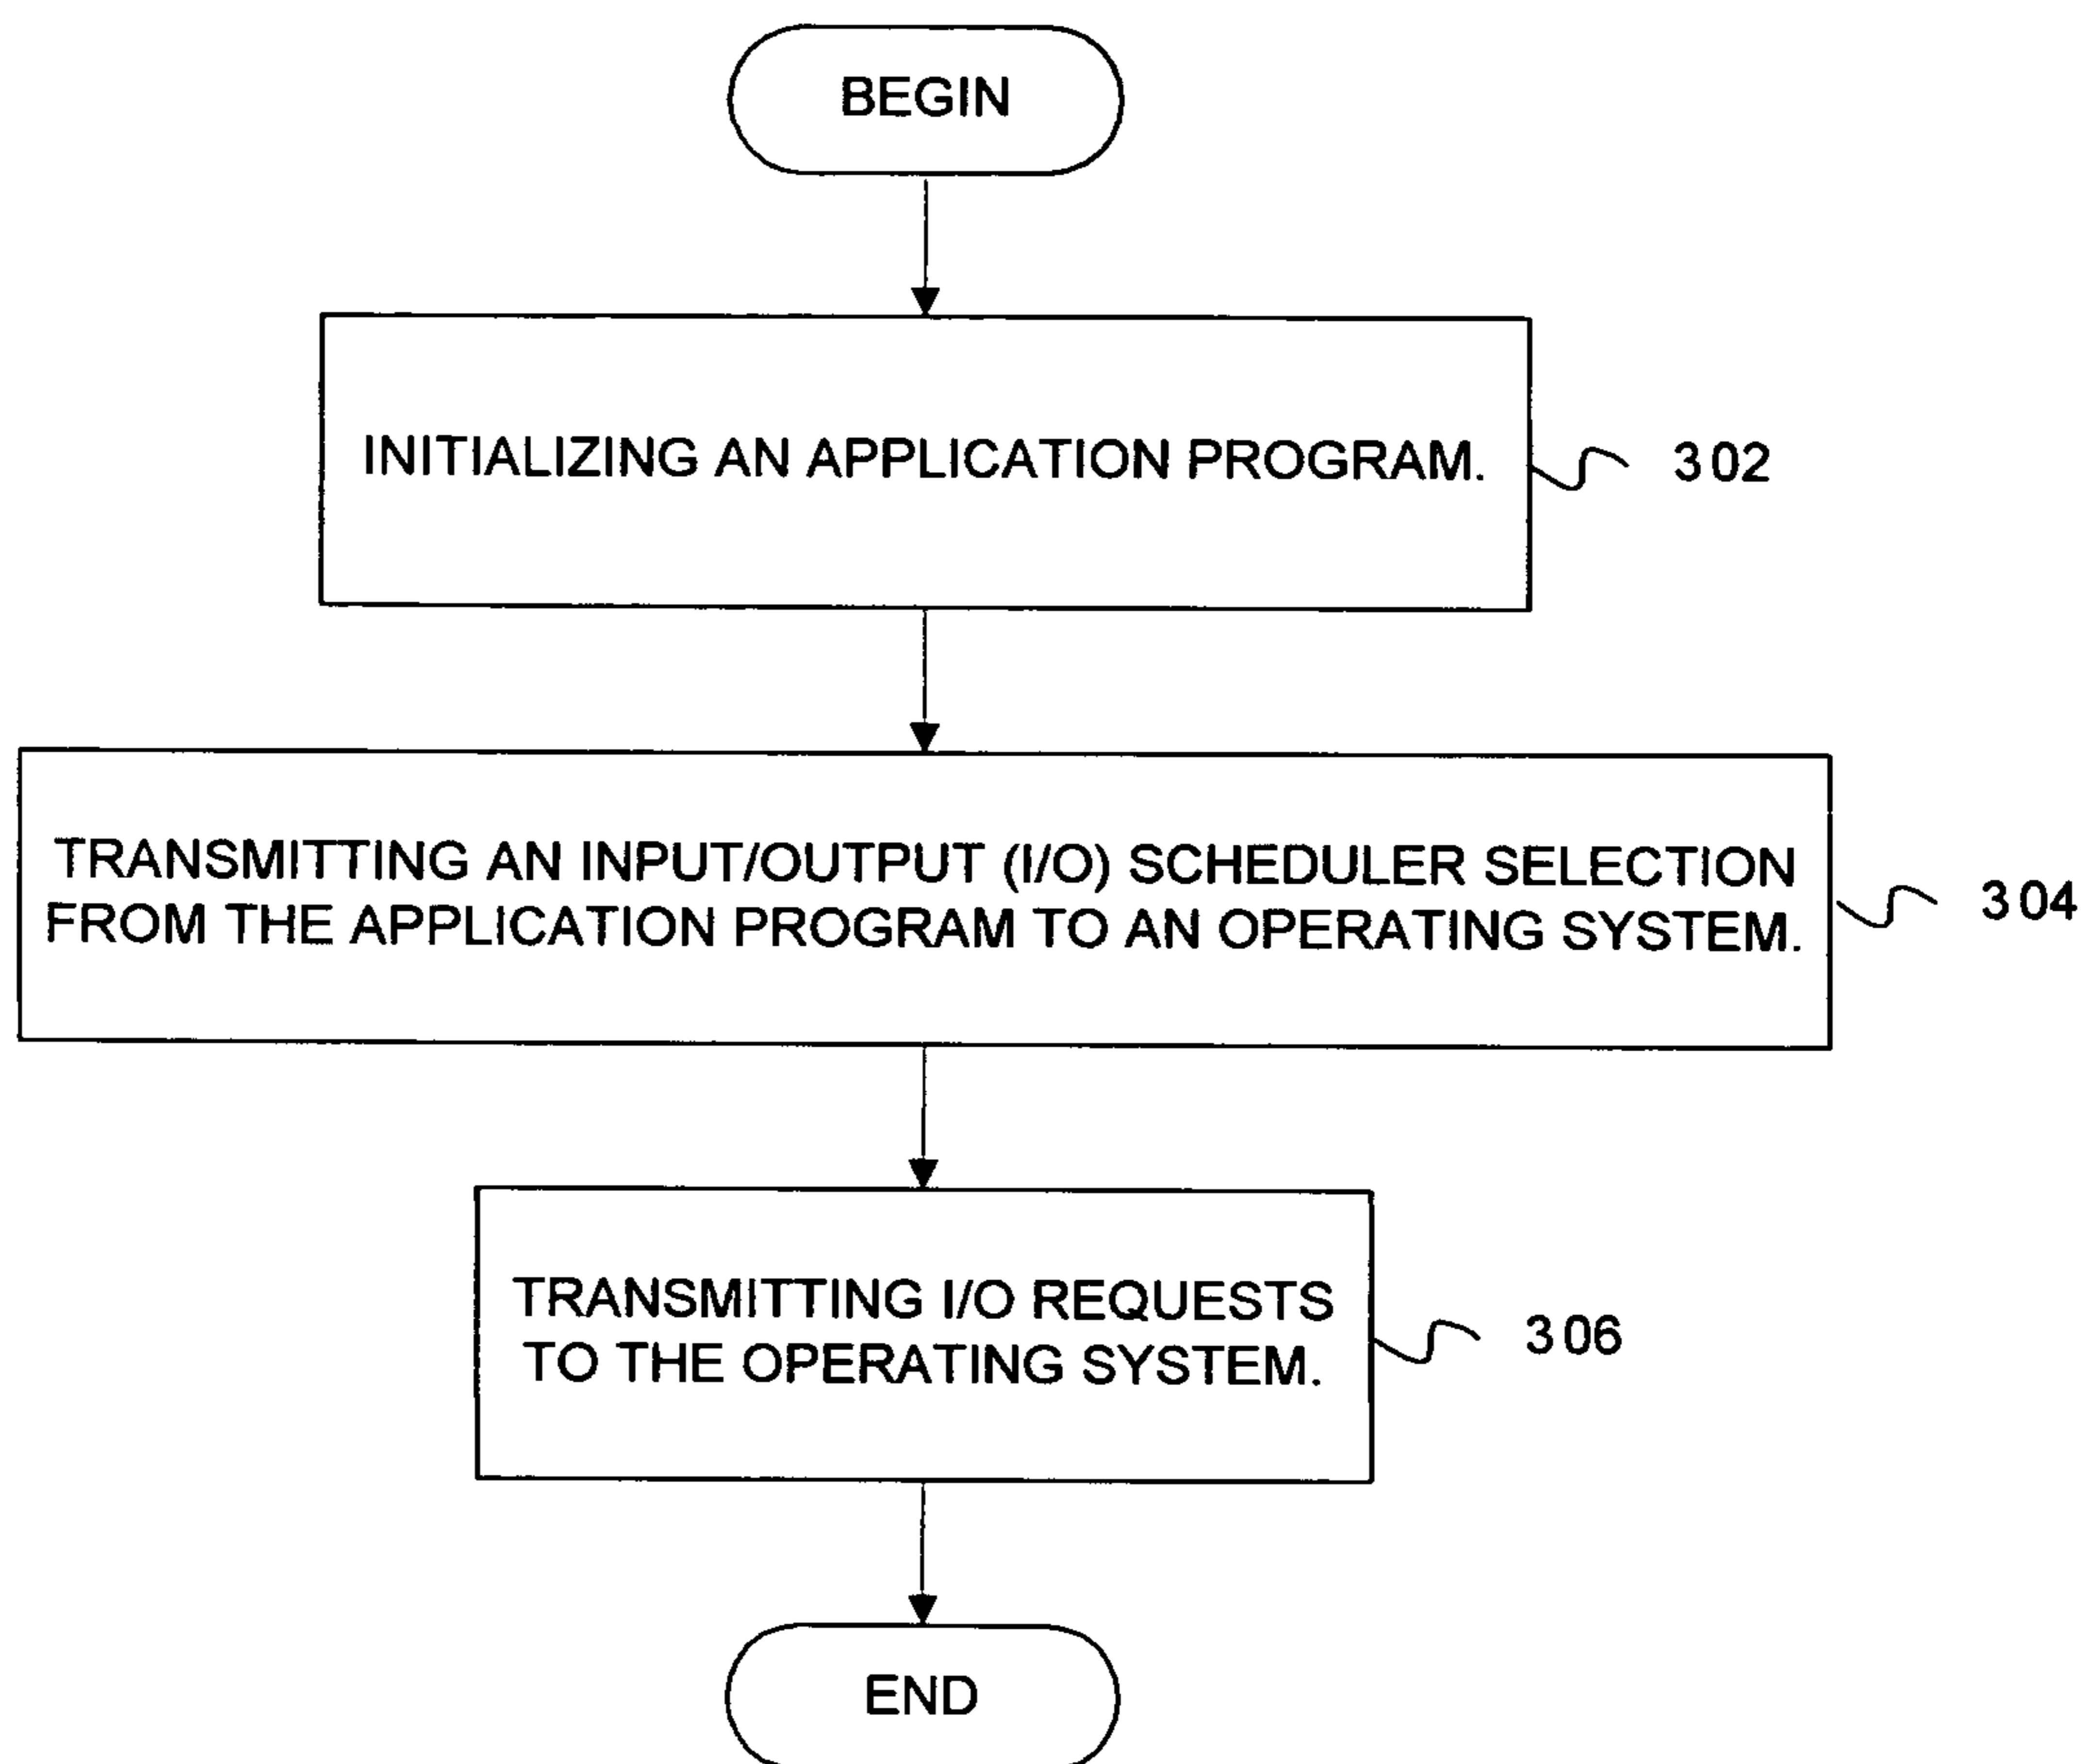 BEGIN
INITIALIZING AN APPLICATION PROGRAM.
302
TRANSMITTING AN INPUT/OUTPUT (I/O) SCHEDULER SELECTION
FROM THE APPLICATION PROGRAM TO AN OPERATING SYSTEM.
304
TRANSMITTING I/O REQUESTS
TO THE OPERATING SYSTEM.
306
END